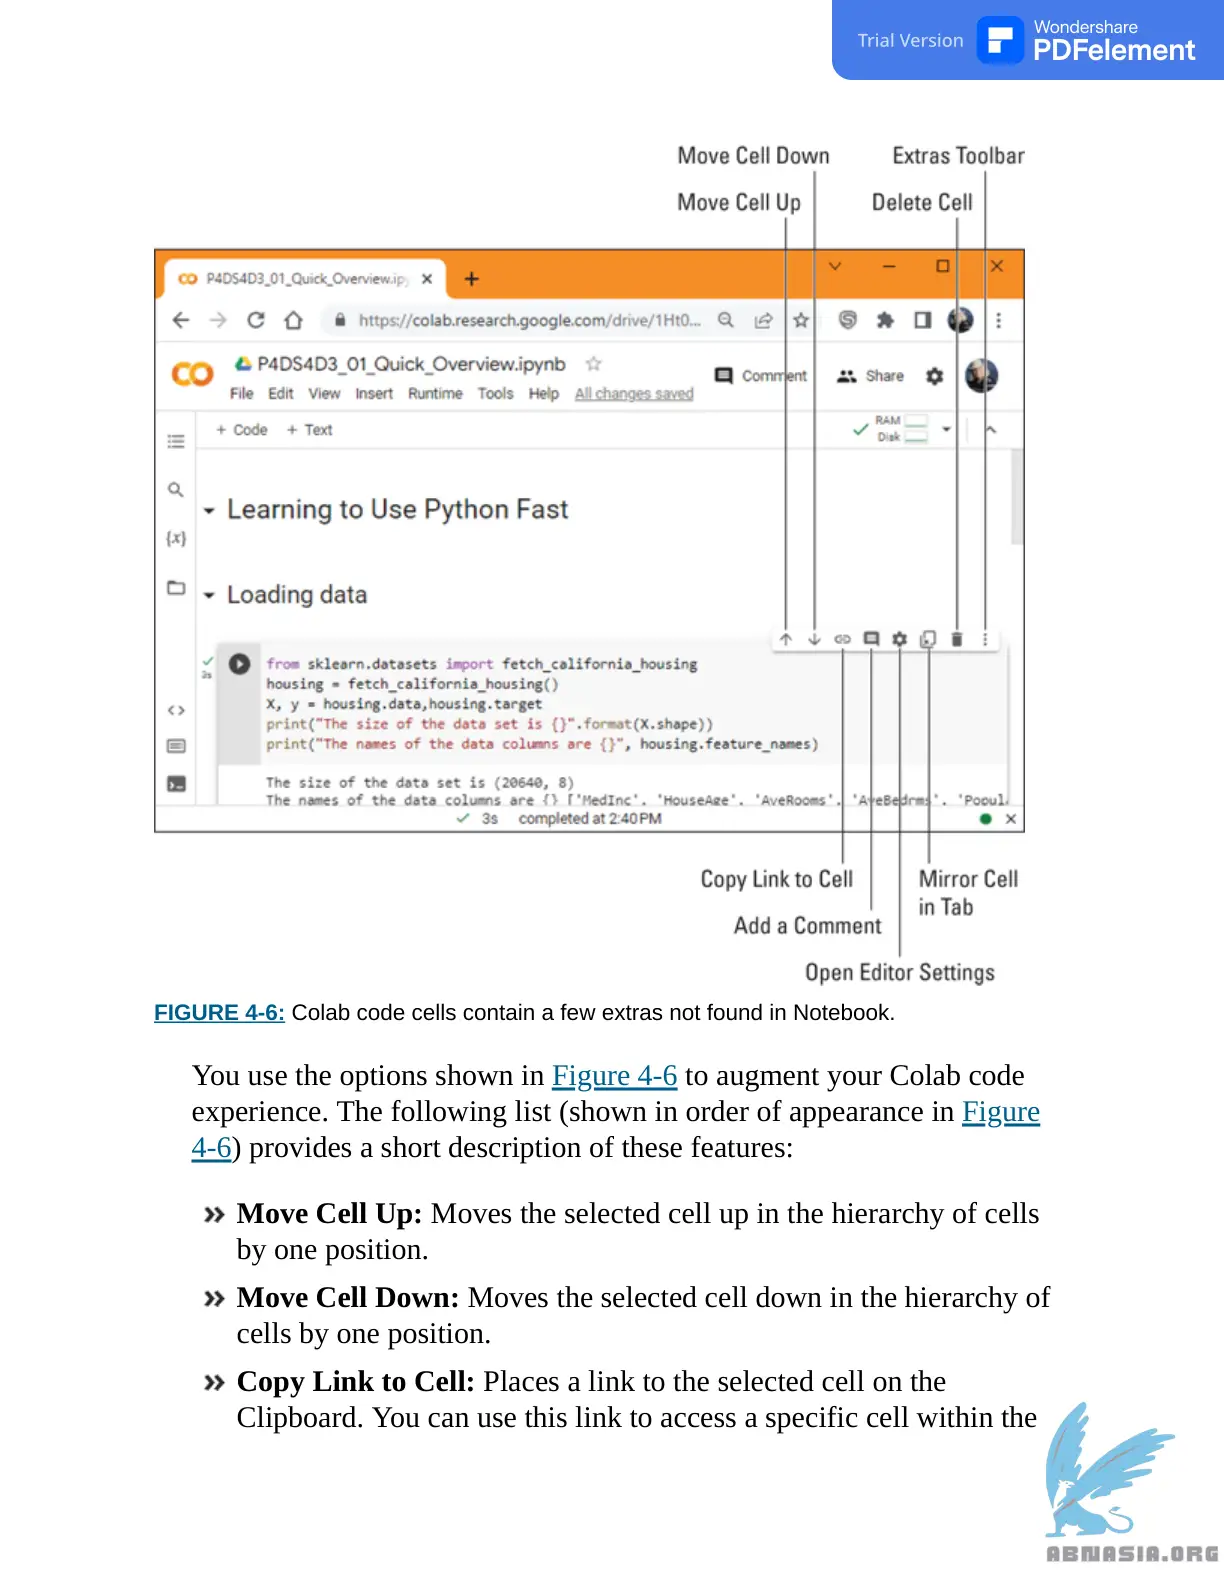 Trial Version
Wondershare
PDFelement
Move Cell Down
Extras Toolbar
Move Cell Up
Delete Cell
P4DS4D3_01_Quick_Overview.ipy
https://colab.research.google.com/drive/1Ht0...
CO
P4DS4D3_01_Quick_Overview.ipynb
Comment
Share
File Edit View Insert Runtime Tools Help All changes saved
+ Code + Text
RAM
Disk
Learning to Use Python Fast
{x}
Loading data
2s
from sklearn.datasets import fetch_california_housing
housing = fetch_california_housing()
X, y = housing.data,housing.target
print("The size of the data set is {}".format(X.shape))
print("The names of the data columns are {}", housing.feature_names)
The size of the data set is (20640, 8)
The names of the data columns are {} ['MedInc', 'HouseAge', 'AveRooms', 'AveBedrms', 'Popul
3s completed at 2:40 PM
Copy Link to Cell
Mirror Cell
in Tab
Add a Comment
Open Editor Settings
FIGURE 4-6: Colab code cells contain a few extras not found in Notebook.
You use the options shown in Figure 4-6 to augment your Colab code
experience. The following list (shown in order of appearance in Figure
4-6) provides a short description of these features:
Move Cell Up: Moves the selected cell up in the hierarchy of cells
by one position.
Move Cell Down: Moves the selected cell down in the hierarchy of
cells by one position.
Copy Link to Cell: Places a link to the selected cell on the
Clipboard. You can use this link to access a specific cell within the
ABNASIA.ORG